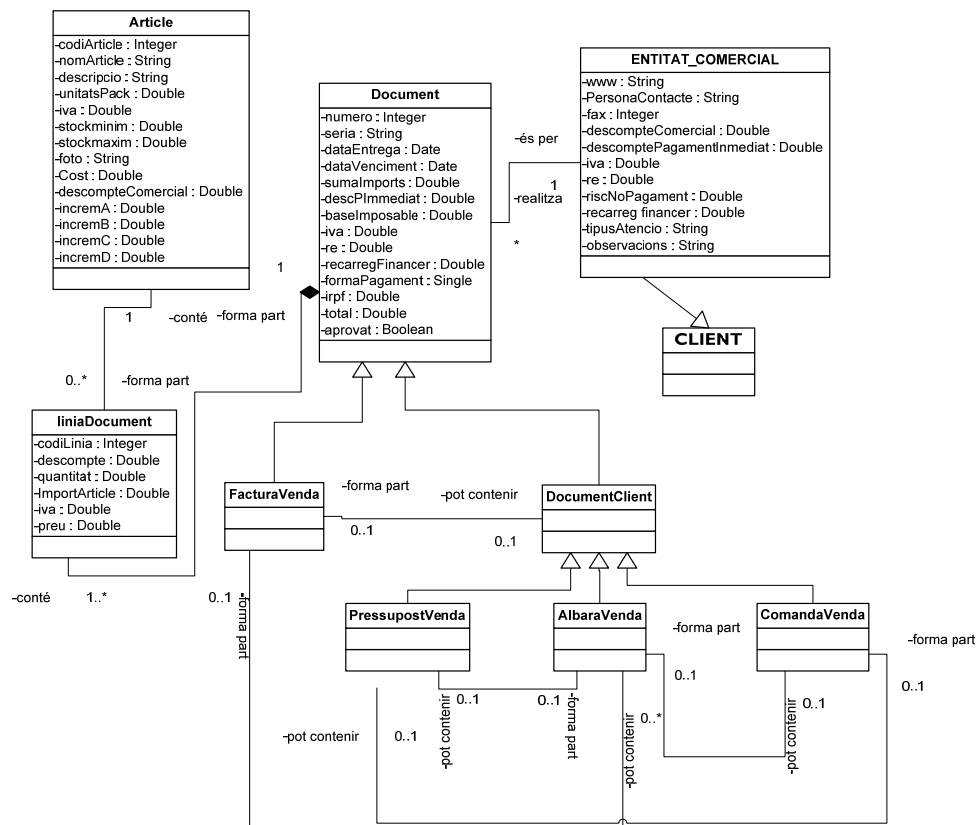 Article
-codiArticle : Integer
-nomArticle : String
-descripcio : String
-unitatsPack : Double
-iva : Double
-stockminim : Double
-stockmaxim : Double
-foto : String
-Cost : Double
-descompteComercial : Double
-incremA : Double
-incremB : Double
-incremC : Double
-incremD : Double
Document
-numero : Integer
-seria : String
-dataEntrega : Date
-dataVenciment : Date
-sumaImports : Double
-descPImmediat : Double
-baseImposable : Double
-iva : Double
-re : Double
-recarregFinancer : Double
-formaPagament : Single
-irpf : Double
-total : Double
-aprovat : Boolean
ENTITAT_COMERCIAL
-www : String
-PersonaContacte : String
-fax : Integer
-descompteComercial : Double
-descomptePagamentInmediat : Double
-iva : Double
-re : Double
-riscNoPagament : Double
-recarreg financer : Double
-tipusAtencio : String
-observacions : String
-és per
1
-realitza
*
CLIENT
1
1
-conté
-forma part
0..*
-forma part
liniaDocument
-codiLinia : Integer
-descompte : Double
-quantitat : Double
-ImportArticle : Double
-iva : Double
-preu : Double
-conté
1..*
FacturaVenda
-forma part
-pot contenir
0..1
0..1
DocumentClient
0..1
-forma part
PressupostVenda
AlbaraVenda
ComandaVenda
-forma part
-forma part
0..1
0..1
0..1
0..1
0..1
0..*
-pot contenir
0..1
-pot contenir
-forma part
-pot contenir
-pot contenir